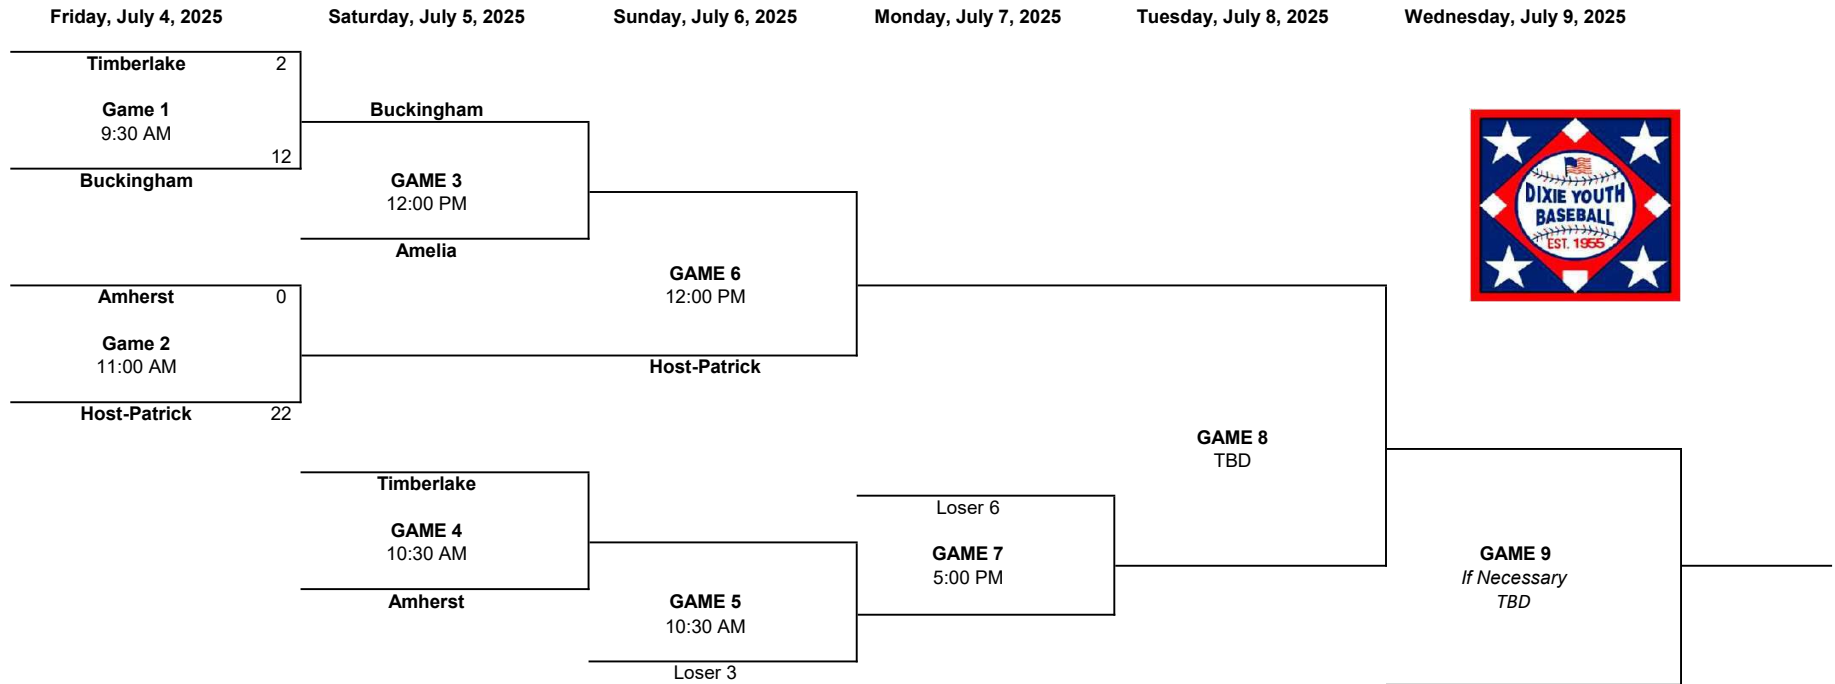 Friday, July 4, 2025
Saturday, July 5, 2025
Sunday, July 6, 2025
Monday, July 7, 2025
Tuesday, July 8, 2025
Wednesday, July 9, 2025
Timberlake 2
Game 1
9:30 AM
12
Buckingham
Buckingham
GAME 3
12:00 PM
Amelia
Amherst 0
Game 2
11:00 AM
Host-Patrick 22
GAME 6
12:00 PM
Host-Patrick
Timberlake
GAME 4
10:30 AM
Amherst
GAME 5
10:30 AM
Loser 3
Loser 6
GAME 7
5:00 PM
GAME 8
TBD
GAME 9
If Necessary
TBD
DIXIE YOUTH
BASEBALL
EST. 1955